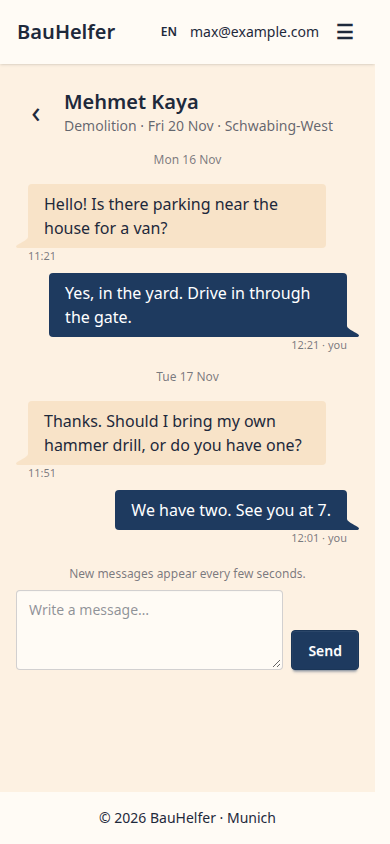 BauHelfer EN max@example.com ☰
‹ Mehmet Kaya
Demolition · Fri 20 Nov · Schwabing-West
Mon 16 Nov
Hello! Is there parking near the
house for a van?
11:21
Yes, in the yard. Drive in through
the gate.
12:21 · you
Tue 17 Nov
Thanks. Should I bring my own
hammer drill, or do you have one?
11:51
We have two. See you at 7.
12:01 · you
New messages appear every few seconds.
Write a message...
Send
© 2026 BauHelfer · Munich